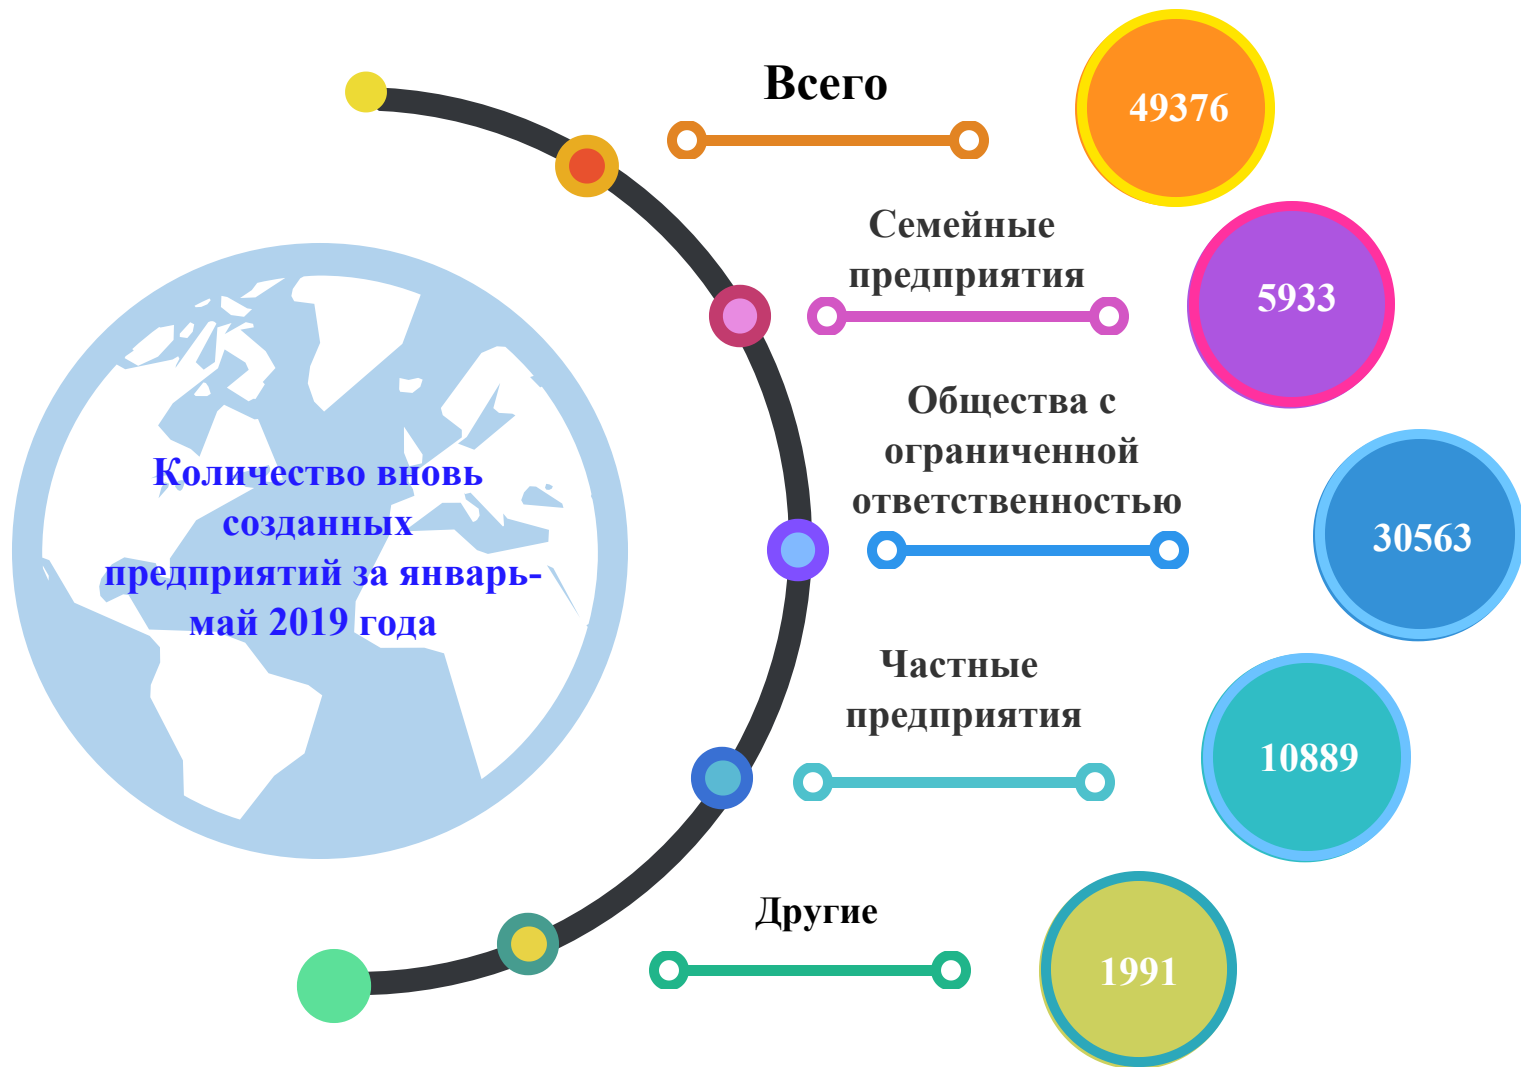 Всего
49376
Семейные
предприятия
5933
Общества с
ограниченной
ответственностью
30563
Количество вновь
созданных
предприятий за январь-
май 2019 года
Частные
предприятия
10889
Другие
1991